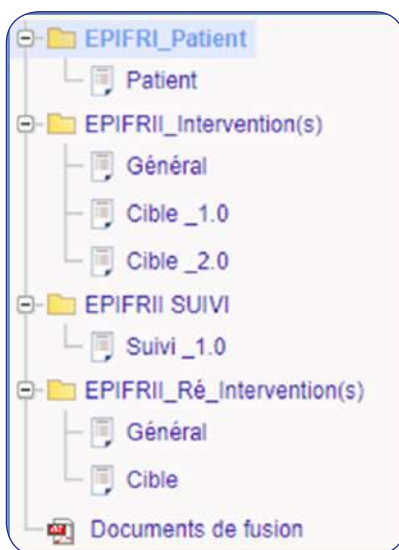 EPIFRI_Patient
Patient
EPIFRII_Intervention(s)
Général
Cible _1.0
Cible _2.0
EPIFRII SUIVI
Suivi _1.0
EPIFRII_Ré_Intervention(s)
Général
Cible
Documents de fusion